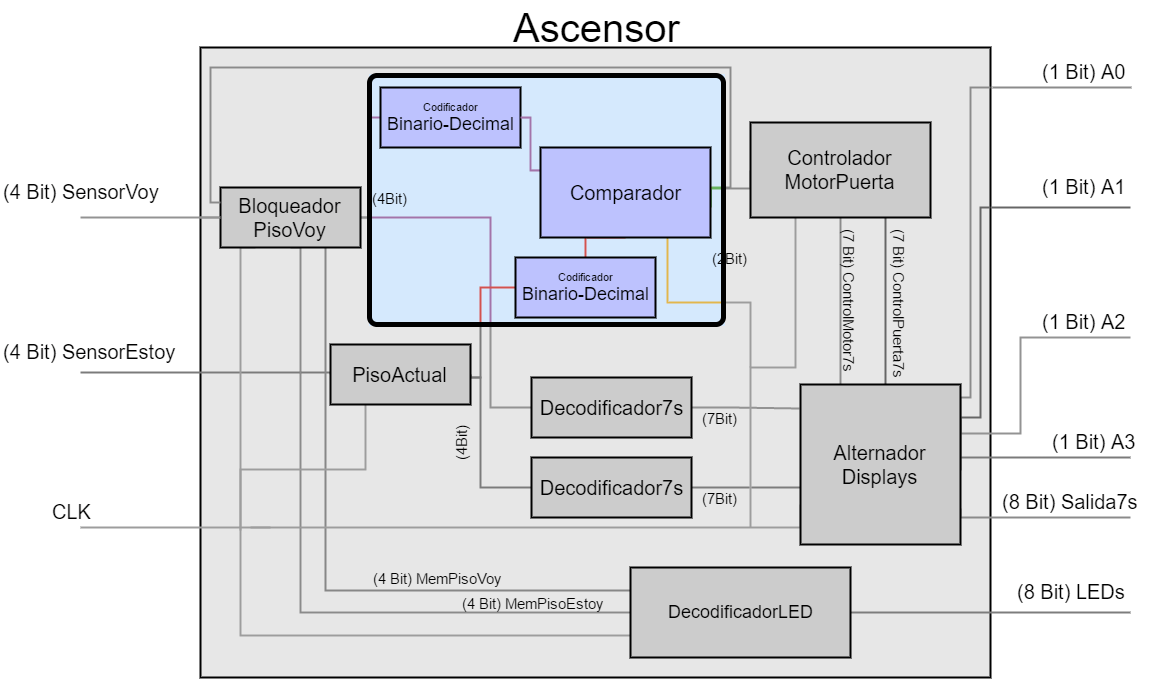 Ascensor
(1 Bit) A0
Codificador
Binario-Decimal
Controlador
MotorPuerta
Comparador
(1 Bit) A1
(4 Bit) SensorVoy
(4Bit)
Bloqueador
PisoVoy
(2Bit)
(7 Bit) ControlMotor7s
(7 Bit) ControlPuerta7s
Codificador
Binario-Decimal
(1 Bit) A2
(4 Bit) SensorEstoy
PisoActual
Decodificador7s
(7Bit)
(4Bit)
(1 Bit) A3
Alternador
Displays
Decodificador7s
(7Bit)
(8 Bit) Salida7s
CLK
(4 Bit) MemPisoVoy
(4 Bit) MemPisoEstoy
DecodificadorLED
(8 Bit) LEDs